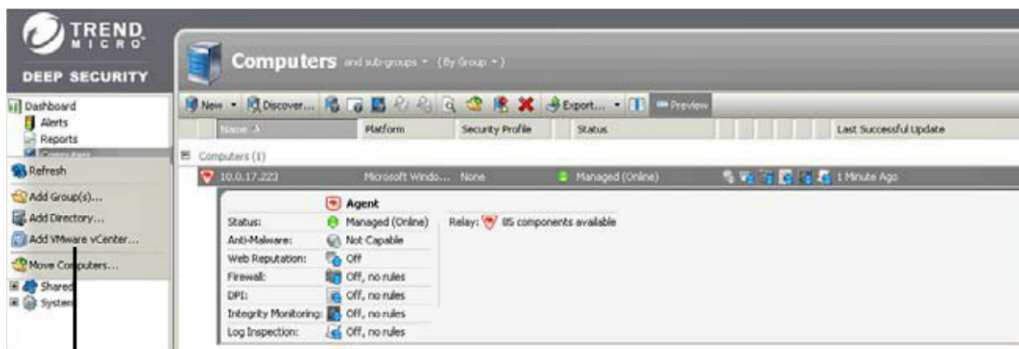 TREND
MICRO
DEEP SECURITY
Dashboard
Alerts
Reports
Computers
Refresh
Add Group(s)...
Add Directory...
Add VMware vCenter...
Move Computers...
Shared
System
Computers and sub-groups (By Group)
New Discover... Export... Preview
Name Platform Security Profile Status Last Successful Update
Computers (1)
10.0.17.223 Microsoft Windo... None Managed (Online) 1 Minute Ago
Agent
Status: Managed (Online) Relay: components available
Anti-Malware: Not Capable
Web Reputation: Off
Firewall: Off, no rules
DPI: Off, no rules
Integrity Monitoring: Off, no rules
Log Inspection: Off, no rules